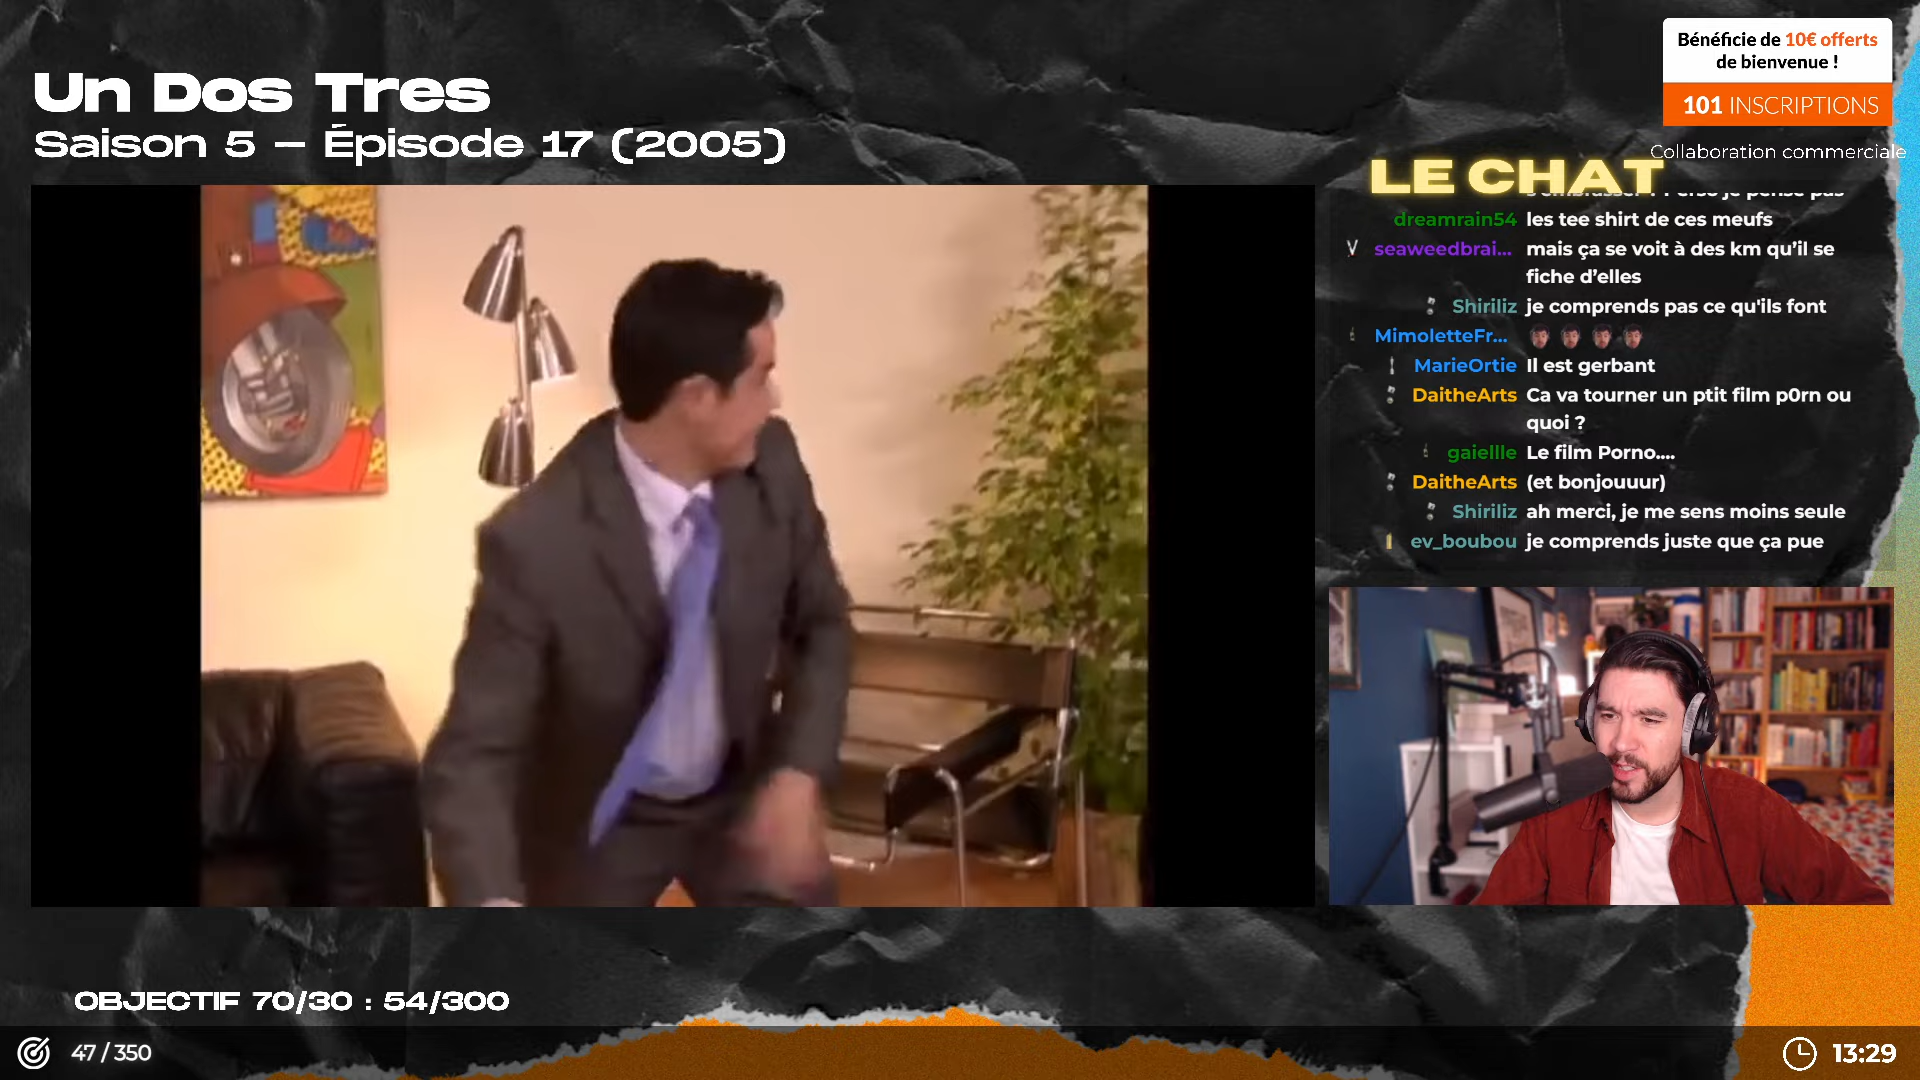 Un Dos Tres
Saison 5 – Épisode 17 (2005)
Bénéficie de 10€ offerts
de bienvenue !
101 INSCRIPTIONS
Collaboration commerciale
LE CHAT
je pense pas
dreamrain54 les tee shirt de ces meufs
seaweedbrai... mais ça se voit à des km qu’il se
fiche d’elles
Shiriliz je comprends pas ce qu'ils font
MimoletteFr...
MarieOrtie Il est gerbant
DaitheArts Ca va tourner un ptit film p0rn ou
quoi ?
gaiellle Le film Porno....
DaitheArts (et bonjouuur)
Shiriliz ah merci, je me sens moins seule
ev_boubou je comprends juste que ça pue
OBJECTIF 70/30 : 54/300
47 / 350
13:29